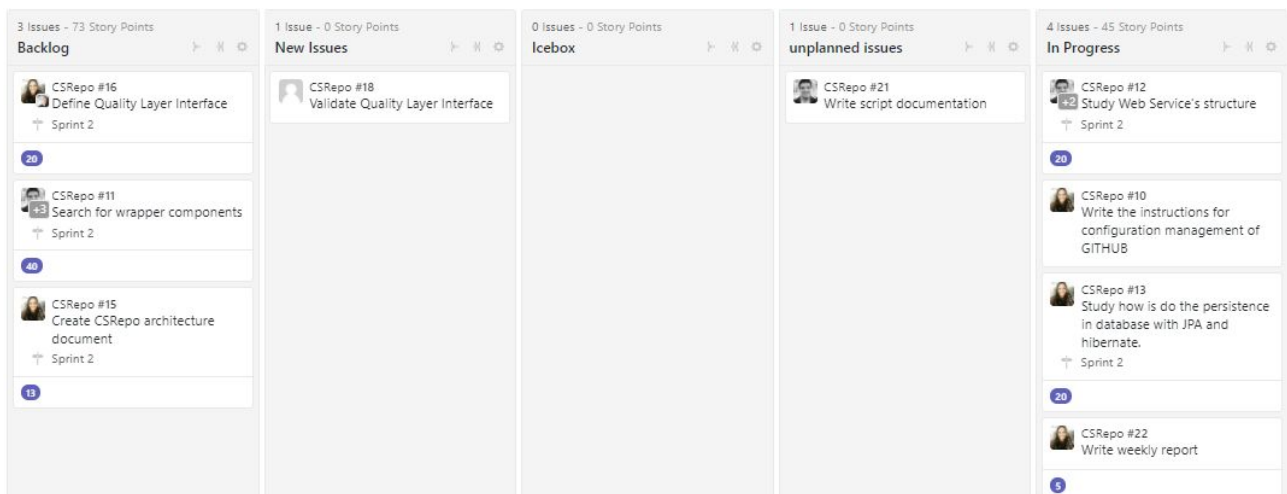 3 Issues - 73 Story Points
Backlog
CSRepo #16
Define Quality Layer Interface
Sprint 2
20
CSRepo #11
+3
Search for wrapper components
Sprint 2
40
CSRepo #15
Create CSRepo architecture
document
Sprint 2
13
1 Issue - 0 Story Points
New Issues
CSRepo #18
Validate Quality Layer Interface
0 Issues - 0 Story Points
Icebox
1 Issue - 0 Story Points
unplanned issues
CSRepo #21
Write script documentation
4 Issues - 45 Story Points
In Progress
CSRepo #12
+2
Study Web Service's structure
Sprint 2
20
CSRepo #10
Write the instructions for
configuration management of
GITHUB
CSRepo #13
Study how is do the persistence
in database with JPA and
hibernate.
Sprint 2
20
CSRepo #22
Write weekly report
5